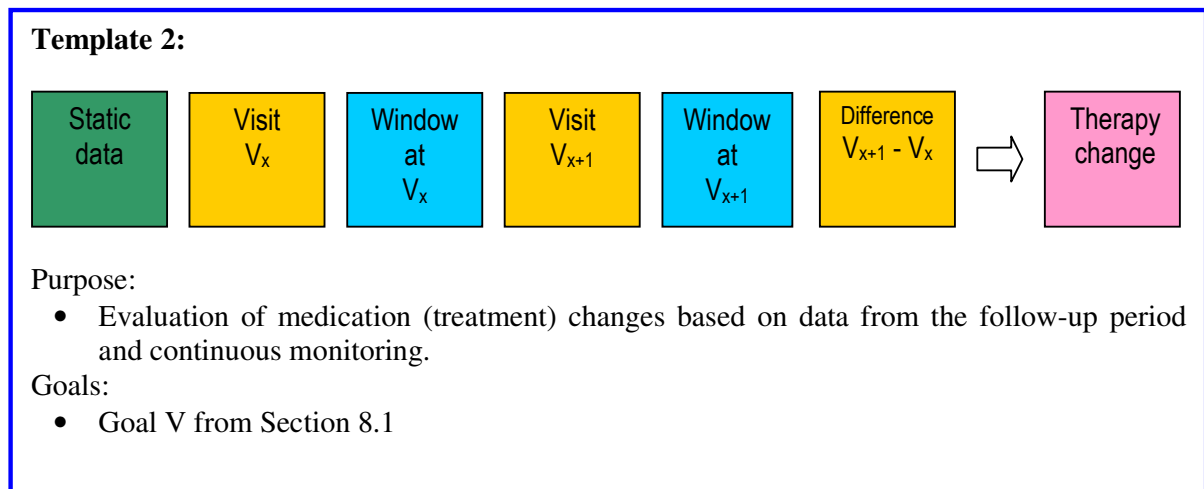 Template 2:
Static
data
Visit
Vx
Window
at
Vx
Visit
Vx+1
Window
at
Vx+1
Difference
Vx+1 - Vx
Therapy
change
Purpose:
• Evaluation of medication (treatment) changes based on data from the follow-up period
and continuous monitoring.
Goals:
• Goal V from Section 8.1